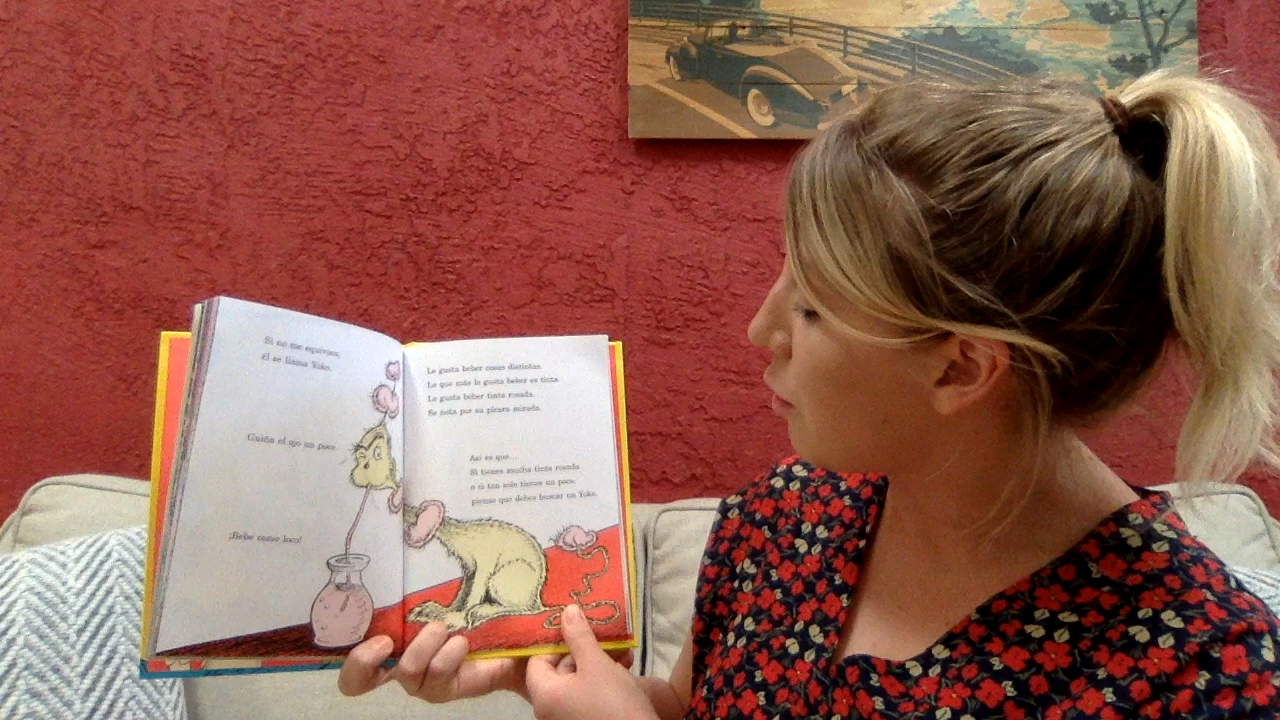 Si no me equivoco,
él se llama Yoko.
Guiña el ojo un poco.
¡Bebe como loco!
Le gusta beber cosas distintas.
Lo que más le gusta beber es tinta.
Le gusta beber tinta rosada.
Se nota por su pícara mirada.
Así es que...
Si tienes mucha tinta rosada
o si tan solo tienes un poco,
pienso que debes buscar un Yoko.